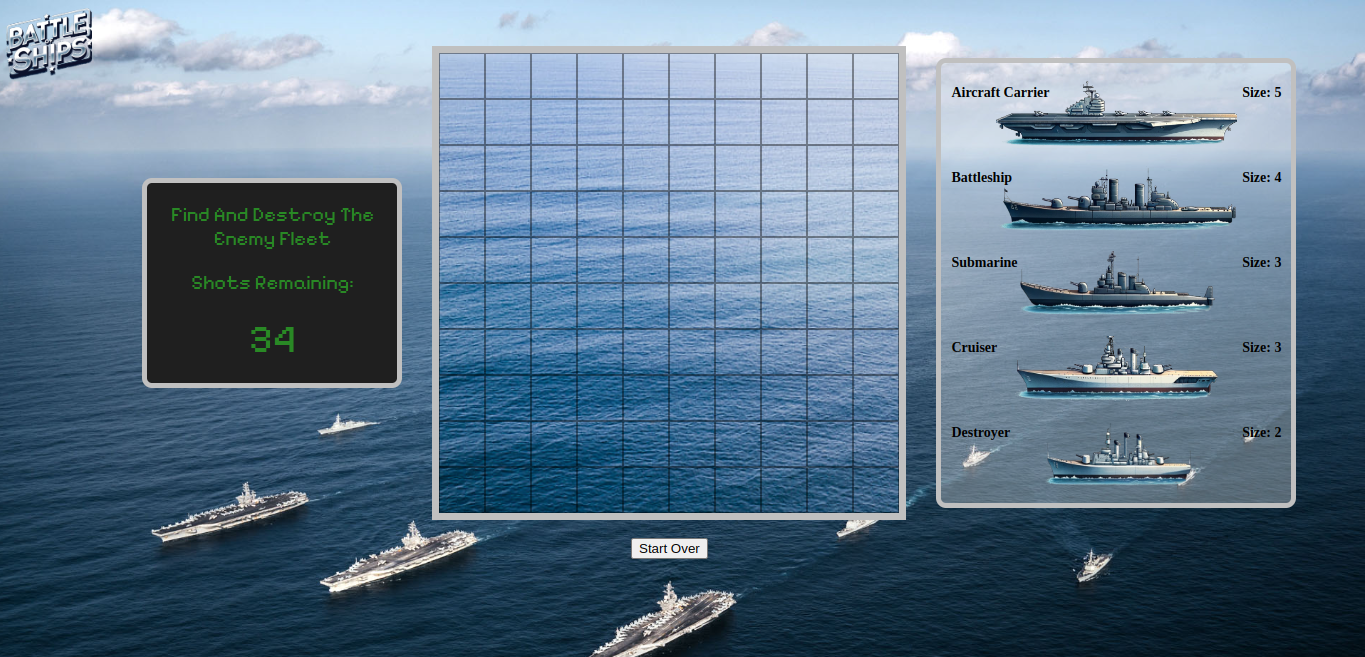 BATTLE
SHIPS
Find And Destroy The
Enemy Fleet
Shots Remaining:
34
Start Over
Aircraft Carrier
Size: 5
Battleship
Size: 4
Submarine
Size: 3
Cruiser
Size: 3
Destroyer
Size: 2